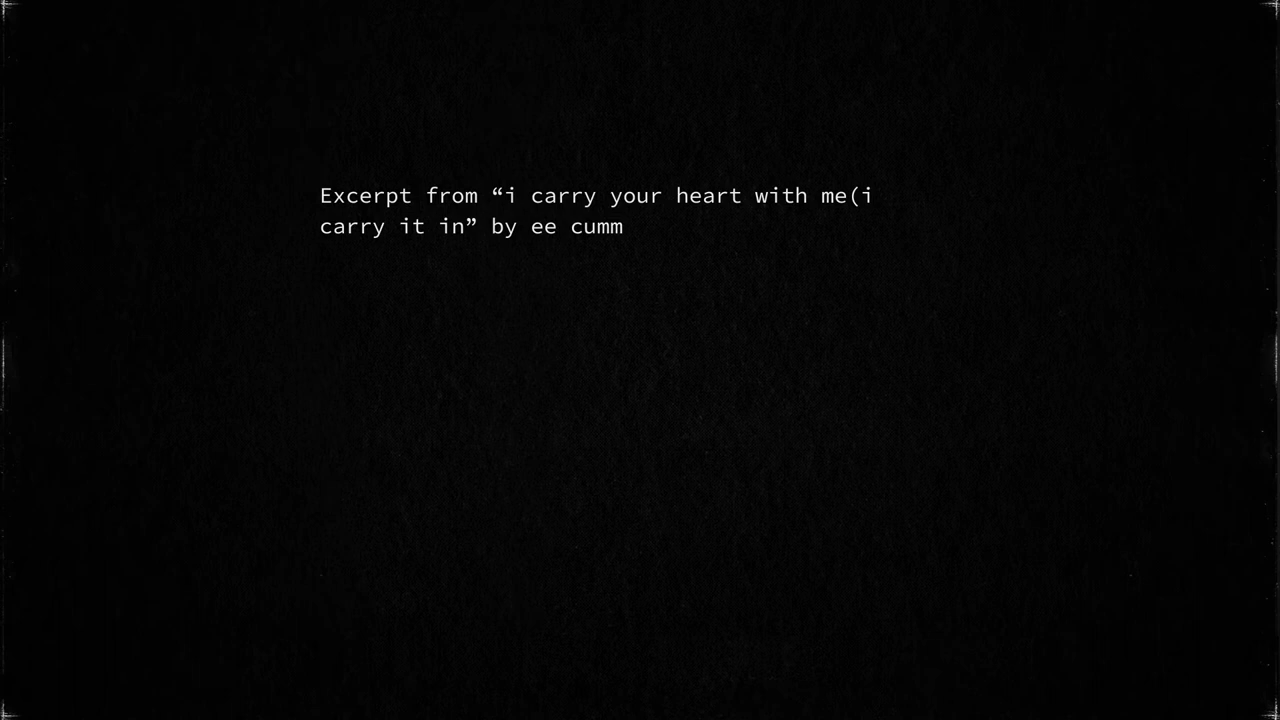 Excerpt from “i carry your heart with me(i
carry it in” by ee cumm